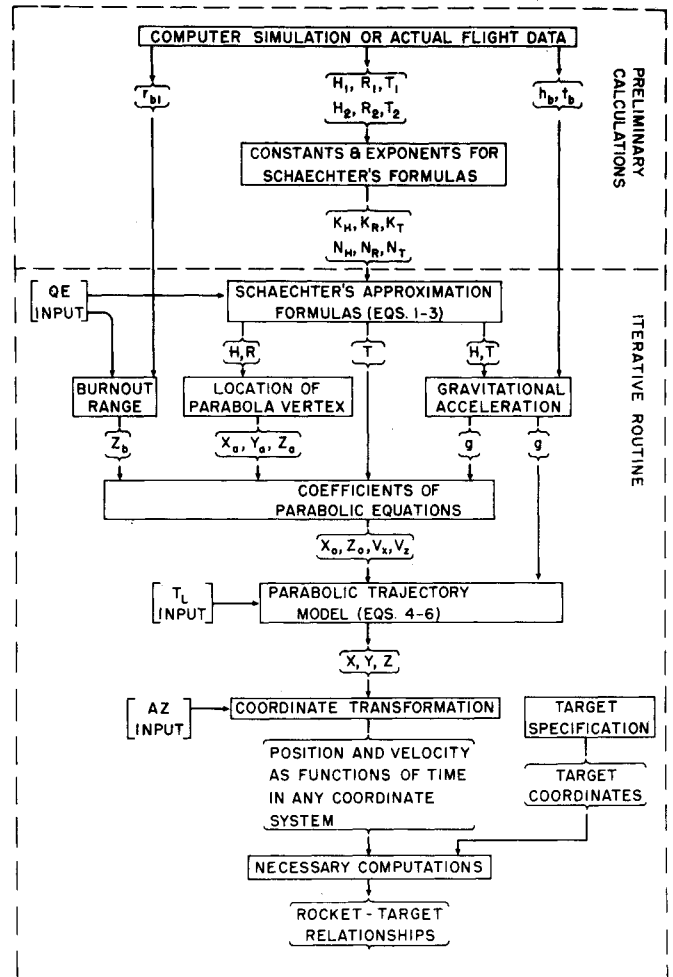 COMPUTER SIMULATION OR ACTUAL FLIGHT DATA
r_b1
H_1, R_1, T_1
H_2, R_2, T_2
h_b, t_b
PRELIMINARY
CALCULATIONS
CONSTANTS & EXPONENTS FOR
SCHAECHTER'S FORMULAS
K_H, K_R, K_T
N_H, N_R, N_T
QE
INPUT
SCHAECHTER'S APPROXIMATION
FORMULAS (EQS. 1-3)
ITERATIVE ROUTINE
H,R
T
H,T
BURNOUT
RANGE
LOCATION OF
PARABOLA VERTEX
GRAVITATIONAL
ACCELERATION
Z_b
X_a, Y_a, Z_a
g
g
COEFFICIENTS OF
PARABOLIC EQUATIONS
X_o, Z_o, V_x, V_z
T_L
INPUT
PARABOLIC TRAJECTORY
MODEL (EQS. 4-6)
X, Y, Z
AZ
INPUT
COORDINATE TRANSFORMATION
TARGET
SPECIFICATION
POSITION AND VELOCITY
AS FUNCTIONS OF TIME
IN ANY COORDINATE
SYSTEM
TARGET
COORDINATES
NECESSARY COMPUTATIONS
ROCKET - TARGET
RELATIONSHIPS